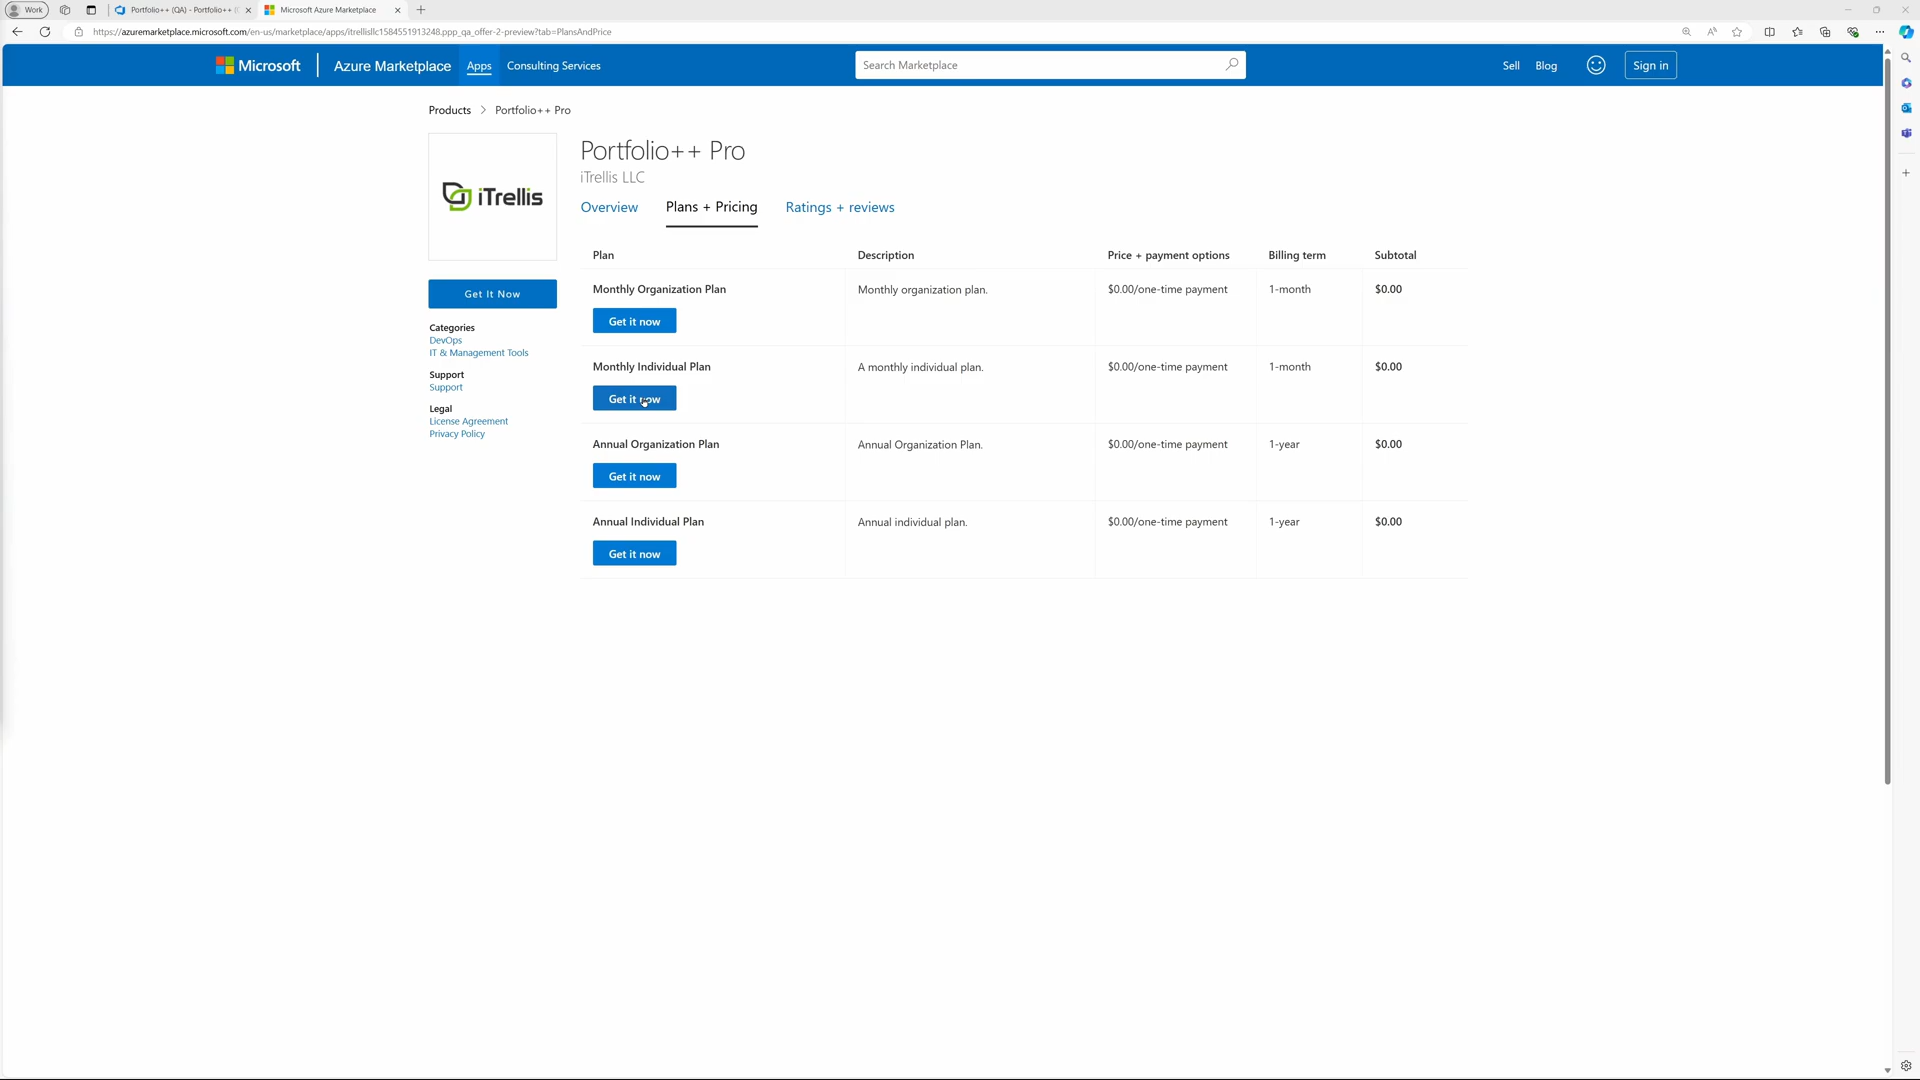 Work
Portfolio++ (QA) - Portfolio++ (
Microsoft Azure Marketplace
https://azuremarketplace.microsoft.com/en-us/marketplace/apps/itrellisllc1584551913248.ppp_qa_offer-2-preview?tab=PlansAndPrice
Microsoft
Azure Marketplace
Apps
Consulting Services
Search Marketplace
Sell
Blog
Sign in
Products > Portfolio++ Pro
iTrellis
Portfolio++ Pro
iTrellis LLC
Overview
Plans + Pricing
Ratings + reviews
Get It Now
Categories
DevOps
IT & Management Tools
Support
Support
Legal
License Agreement
Privacy Policy
Plan Description Price + payment options Billing term Subtotal
Monthly Organization Plan Monthly organization plan. $0.00/one-time payment 1-month $0.00
Get it now
Monthly Individual Plan A monthly individual plan. $0.00/one-time payment 1-month $0.00
Get it now
Annual Organization Plan Annual Organization Plan. $0.00/one-time payment 1-year $0.00
Get it now
Annual Individual Plan Annual individual plan. $0.00/one-time payment 1-year $0.00
Get it now